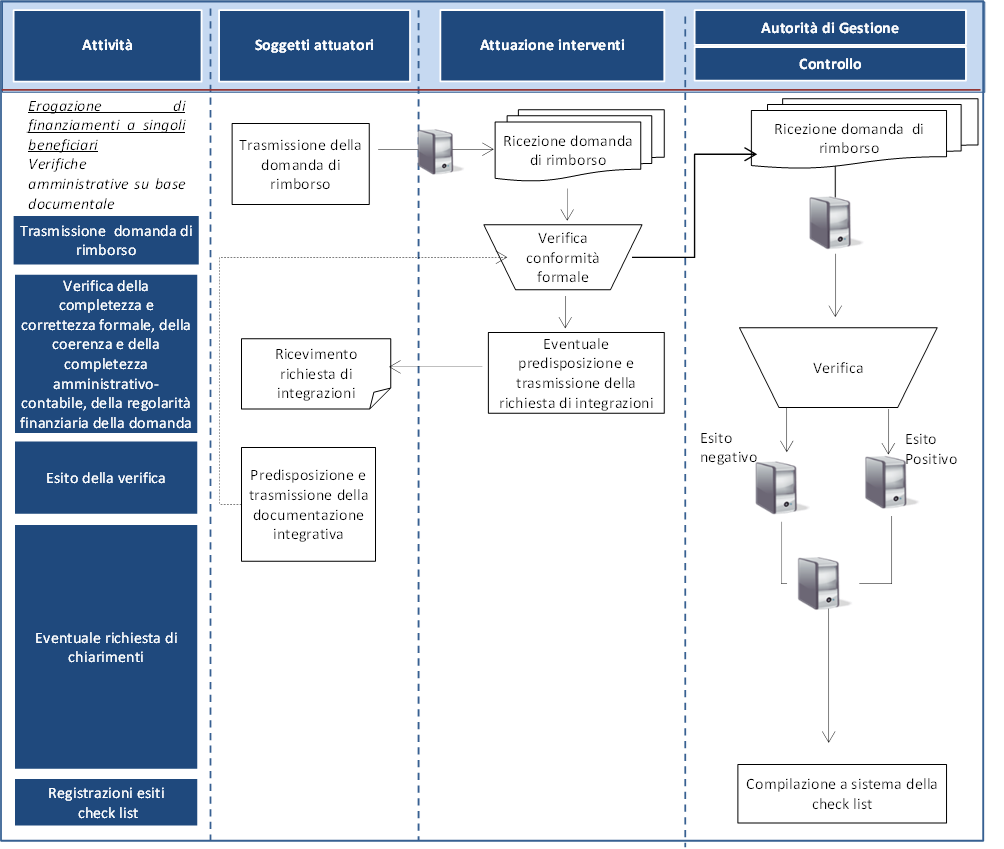 Attività
Soggetti attuatori
Attuazione interventi
Autorità di Gestione
Controllo
Erogazione di
finanziamenti a singoli
beneficiari
Verifiche
amministrative su base
documentale
Trasmissione domanda di
rimborso
Verifica della
completezza e
correttezza formale, della
coerenza e della
completezza
amministrativo-
contabile, della regolarità
finanziaria della domanda
Esito della verifica
Eventuale richiesta di
chiarimenti
Registrazioni esiti
check list
Trasmissione della
domanda di
rimborso
Ricevimento
richiesta di
integrazioni
Predisposizione e
trasmissione della
documentazione
integrativa
Ricezione domanda
di rimborso
Verifica
conformità
formale
Eventuale
predisposizione e
trasmissione della
richiesta di integrazioni
Ricezione domanda di
rimborso
Verifica
Esito
negativo
Esito
Positivo
Compilazione a sistema della
check list